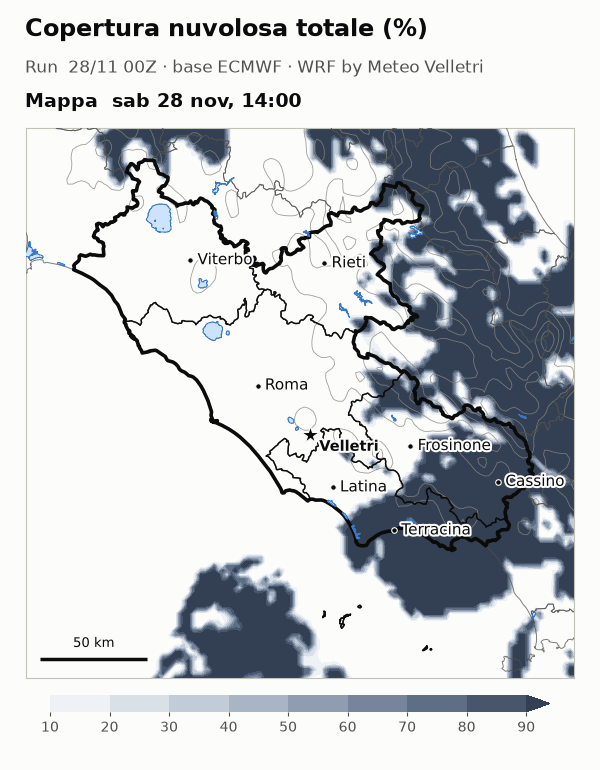 Copertura nuvolosa totale (%)
Run  28/11 00Z · base ECMWF · WRF by Meteo Velletri
Mappa  sab 28 nov, 14:00
Viterbo
Rieti
Roma
Velletri
Frosinone
Latina
Cassino
Terracina
50 km
10 20 30 40 50 60 70 80 90